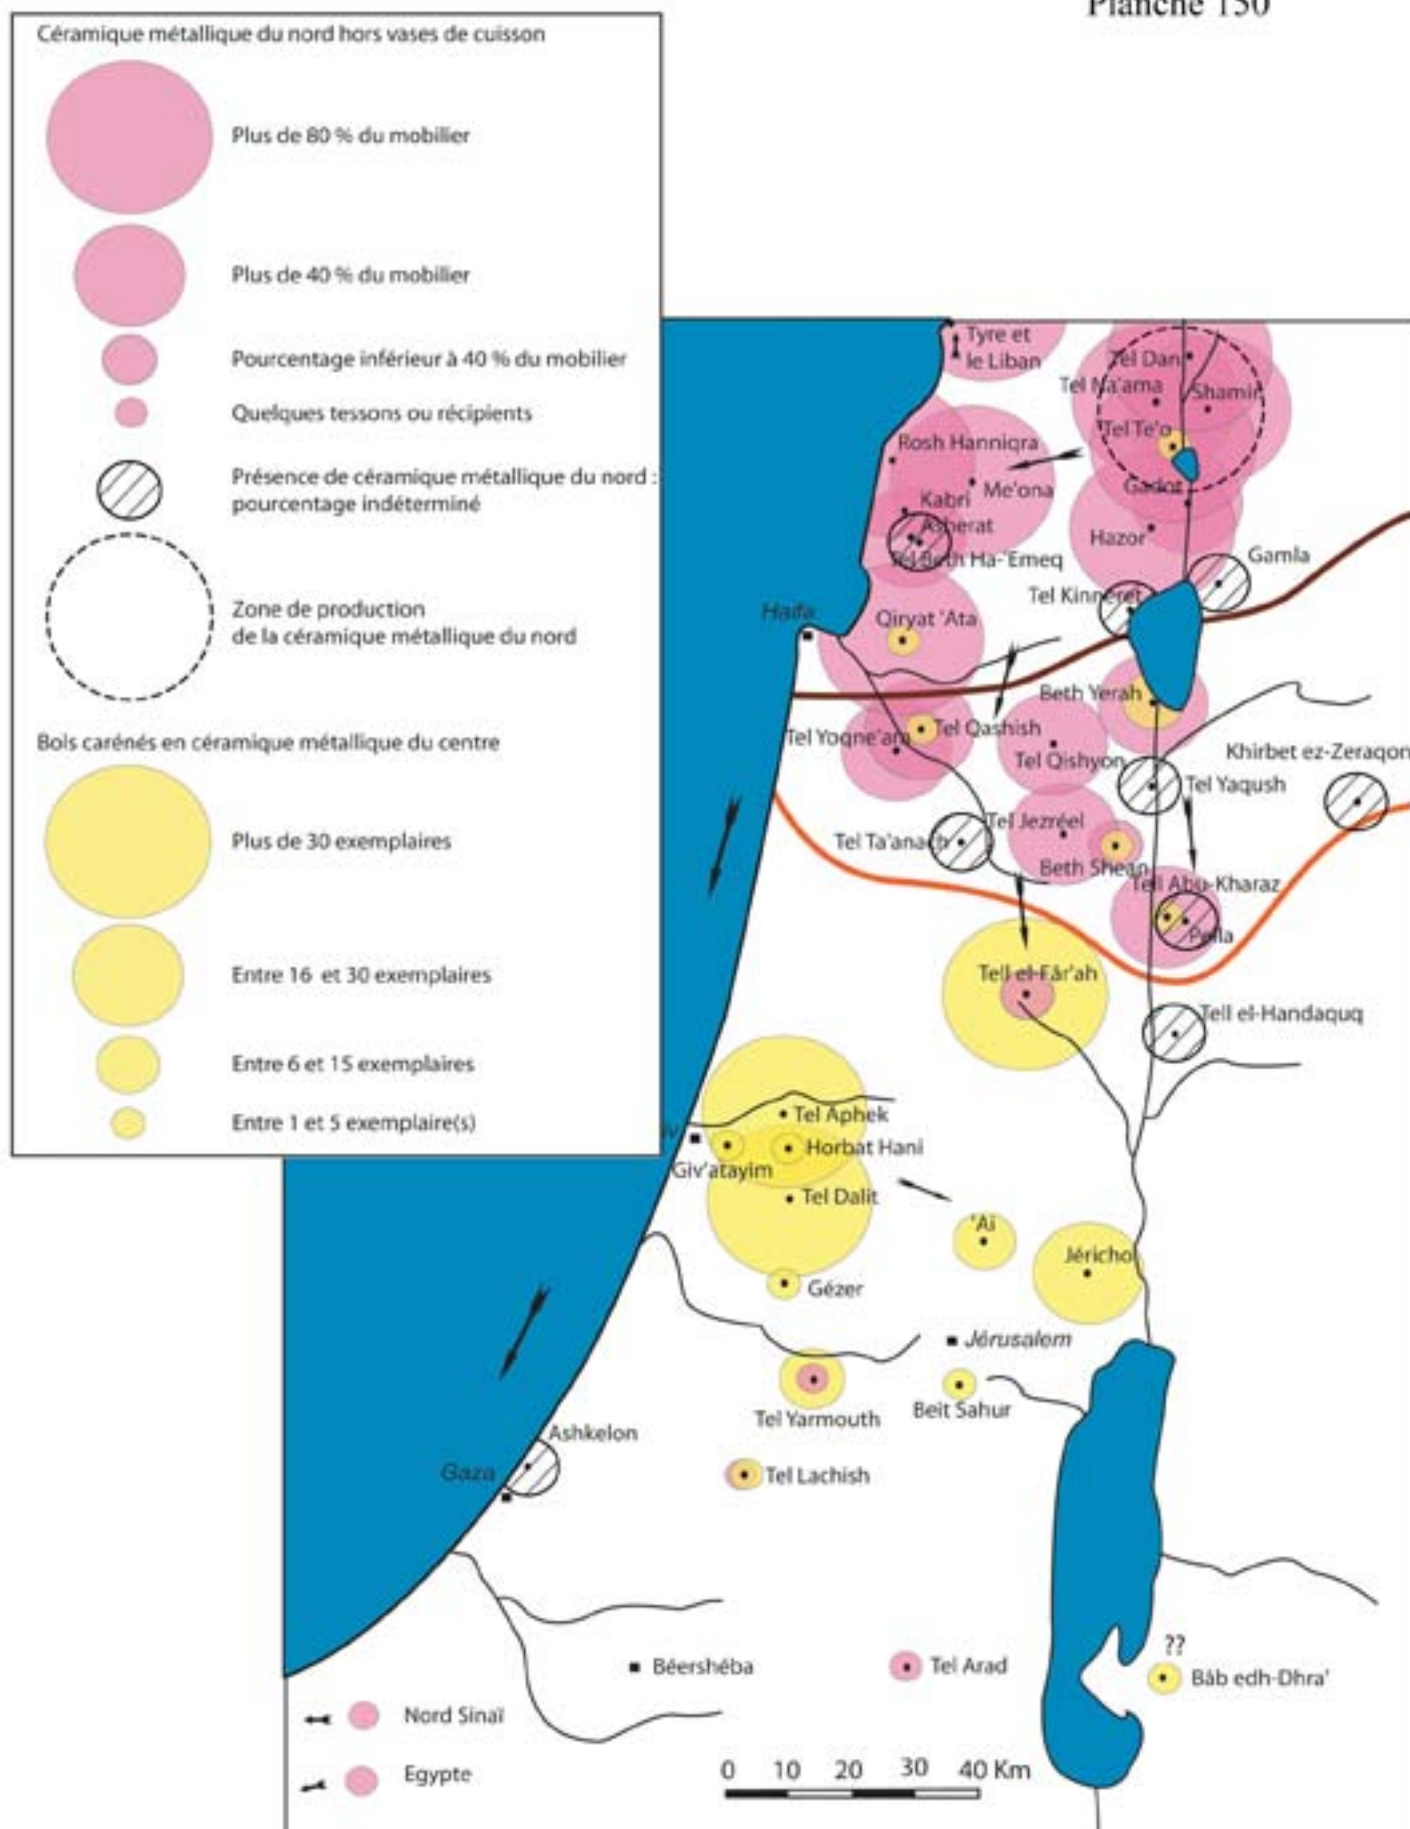 Planche 150
Céramique métallique du nord hors vases de cuisson
Plus de 80 % du mobilier
Plus de 40 % du mobilier
Pourcentage inférieur à 40 % du mobilier
Quelques tessons ou récipients
Présence de céramique métallique du nord :
pourcentage indéterminé
Zone de production
de la céramique métallique du nord
Bols carénés en céramique métallique du centre
Plus de 30 exemplaires
Entre 16 et 30 exemplaires
Entre 6 et 15 exemplaires
Entre 1 et 5 exemplaire(s)
Tyre et
le Liban
Tel Dan
Tel Na'ama
Shamir
Tel Te'o
Rosh Hanniqra
Me'ona
Kabri
Gadot
Asherat
Hazor
Tel Beth Ha-'Emeq
Gamla
Tel Kinneret
Haifa
Qiryat 'Ata
Beth Yerah
Tel Qashish
Tel Yoqne'am
Tel Qishyon
Khirbet ez-Zeraqon
Tel Yaqush
Tel Jezréel
Tel Ta'anach
Beth Shean
Tell Abu-Kharaz
Pella
Tell el-Fâr'ah
Tell el-Handaquq
Tel Aphek
iv
Horbat Hani
Giv'atayim
Tel Dalit
'Aï
Jéricho
Gézer
Jérusalem
Tel Yarmouth
Beit Sahur
Ashkelon
Gaza
Tel Lachish
??
Béershéba
Tel Arad
Bâb edh-Dhra'
Nord Sinaï
Egypte
0 10 20 30 40 Km